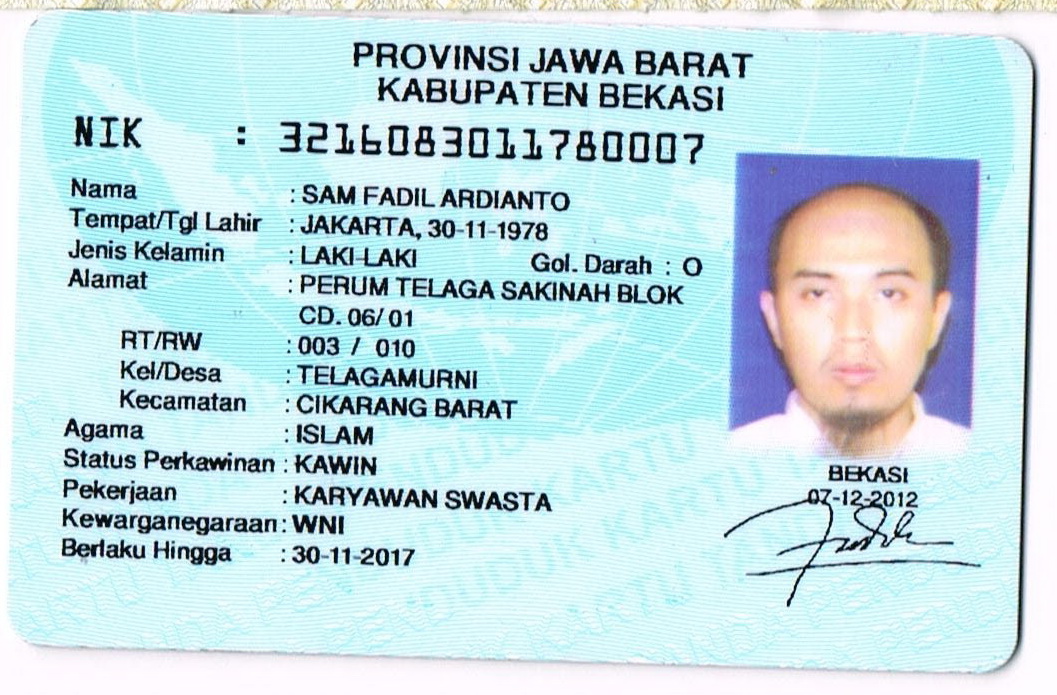 PROVINSI JAWA BARAT
KABUPATEN BEKASI
NIK : 3216083011780007
Nama : SAM FADIL ARDIANTO
Tempat/Tgl Lahir : JAKARTA, 30-11-1978
Jenis Kelamin : LAKI-LAKI Gol. Darah : O
Alamat : PERUM TELAGA SAKINAH BLOK
CD. 06/ 01
RT/RW : 003 / 010
Kel/Desa : TELAGAMURNI
Kecamatan : CIKARANG BARAT
Agama : ISLAM
Status Perkawinan : KAWIN
Pekerjaan : KARYAWAN SWASTA
Kewarganegaraan : WNI
Berlaku Hingga : 30-11-2017
BEKASI
07-12-2012